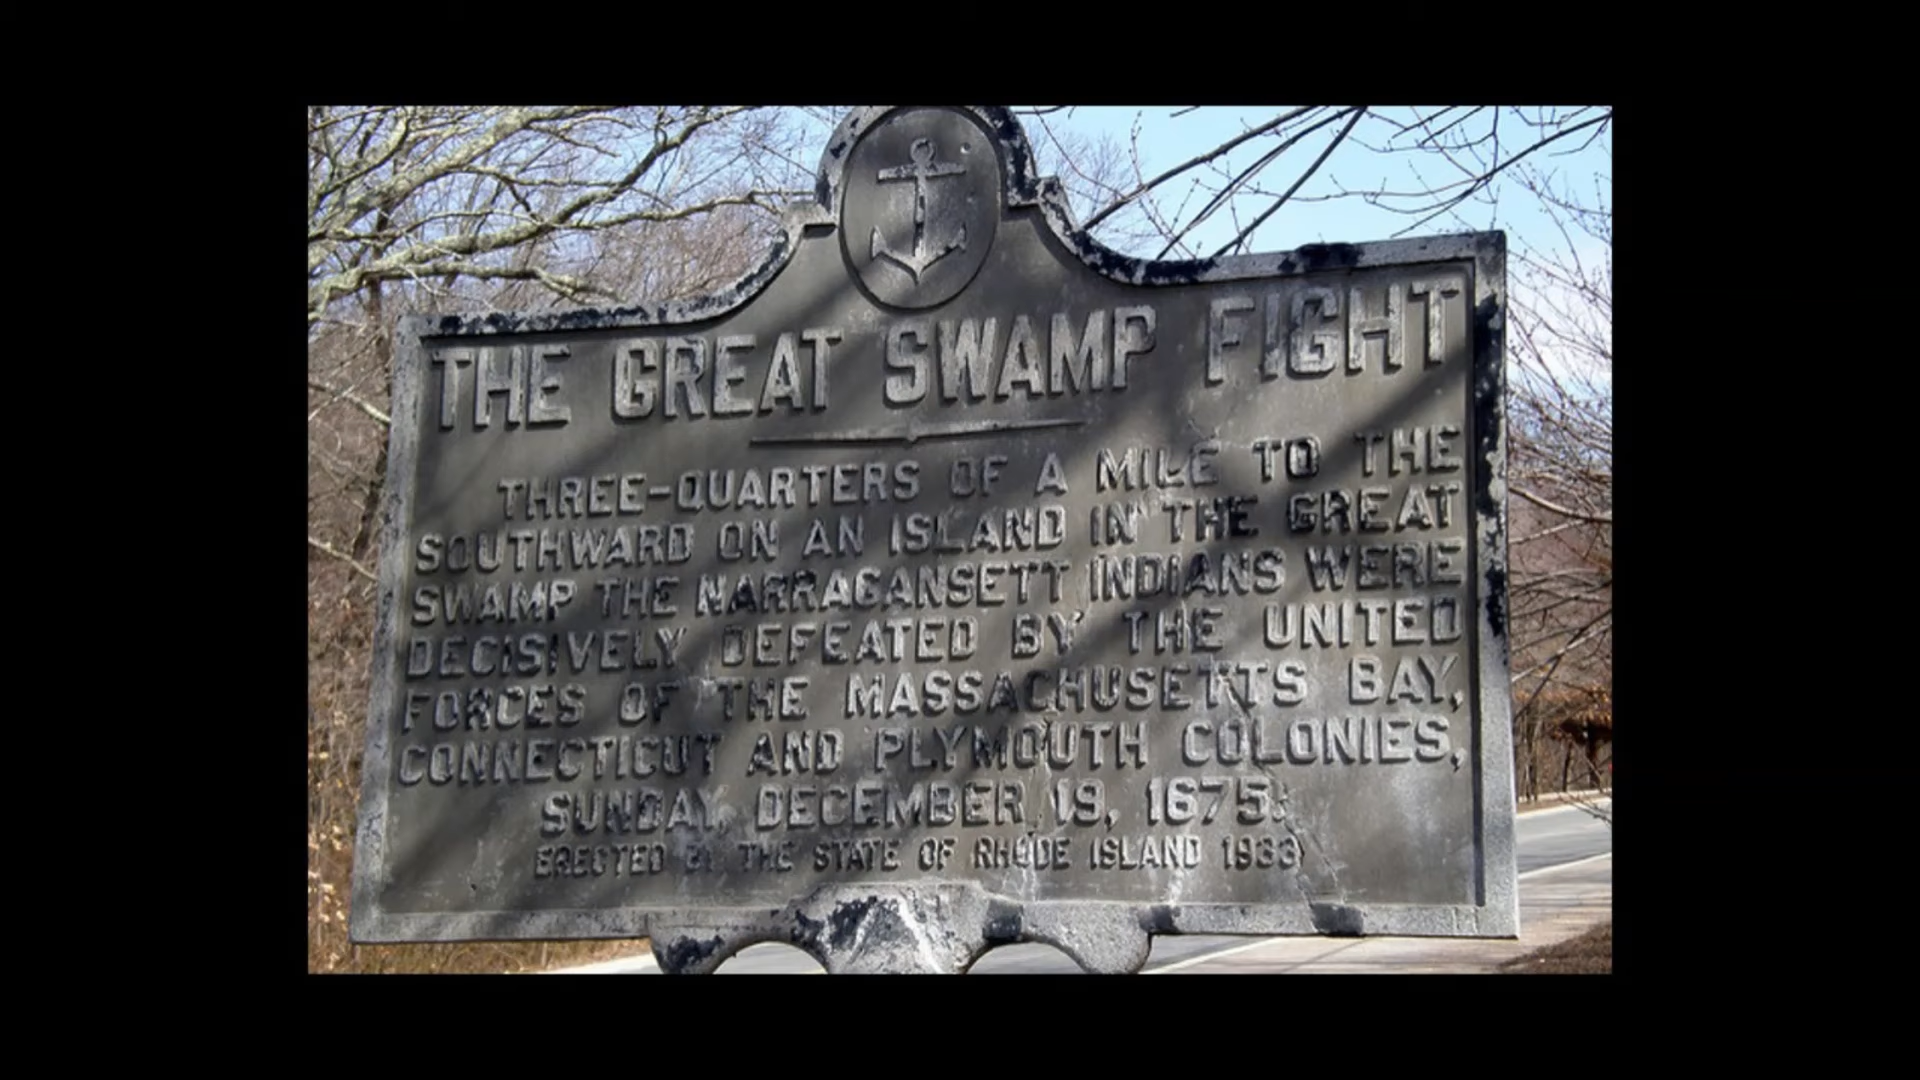 THE GREAT SWAMP FIGHT
THREE-QUARTERS OF A MILE TO THE
SOUTHWARD ON AN ISLAND IN THE GREAT
SWAMP THE NARRAGANSETT INDIANS WERE
DECISIVELY DEFEATED BY THE UNITED
FORCES OF THE MASSACHUSETTS BAY,
CONNECTICUT AND PLYMOUTH COLONIES,
SUNDAY, DECEMBER 19, 1675.
ERECTED BY THE STATE OF RHODE ISLAND 1933